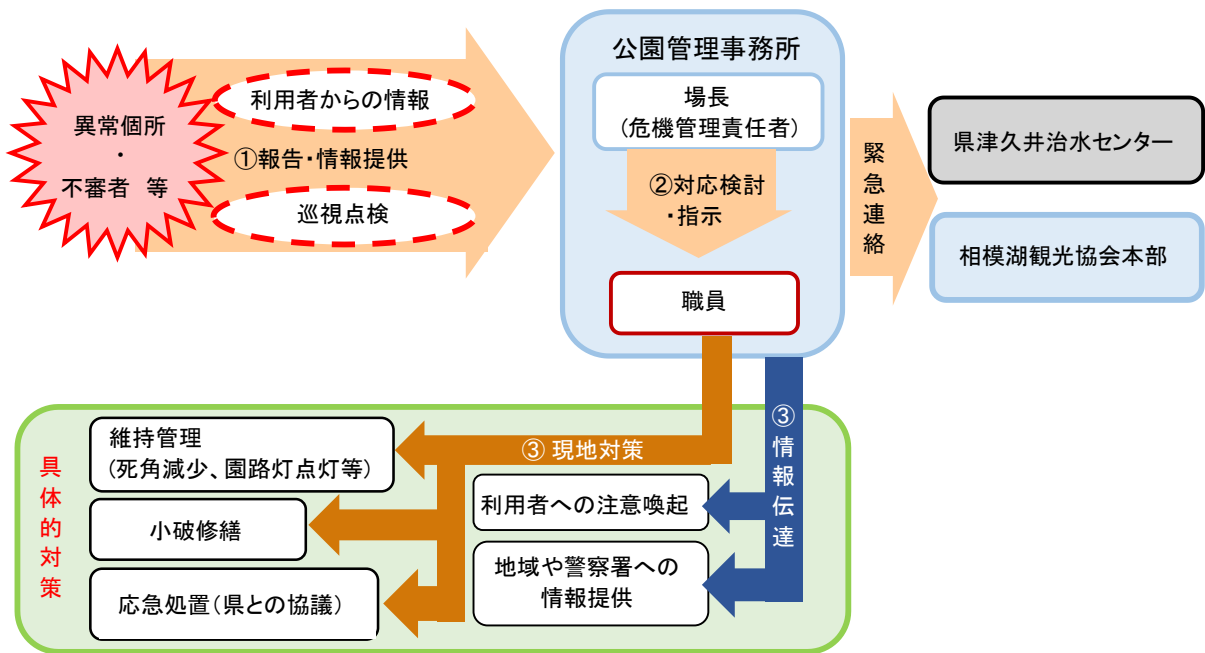 異常個所
・
不審者 等
利用者からの情報
①報告・情報提供
巡視点検
公園管理事務所
場長
(危機管理責任者)
②対応検討
・指示
職員
緊急連絡
県津久井治水センター
相模湖観光協会本部
具体的対策
維持管理
(死角減少、園路灯点灯等)
小破修繕
応急処置(県との協議)
③ 現地対策
③情報伝達
利用者への注意喚起
地域や警察署への
情報提供